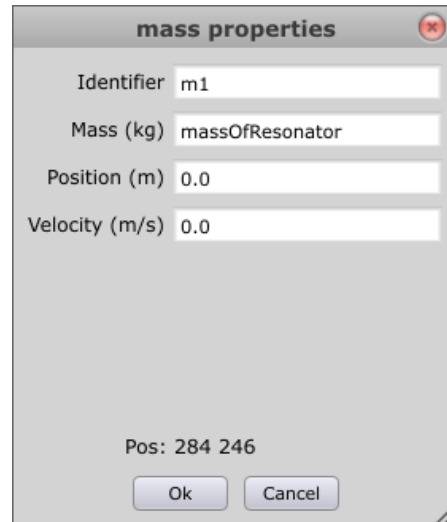 mass properties
Identifier m1
Mass (kg) massOfResonator
Position (m) 0.0
Velocity (m/s) 0.0
Pos: 284 246
Ok Cancel